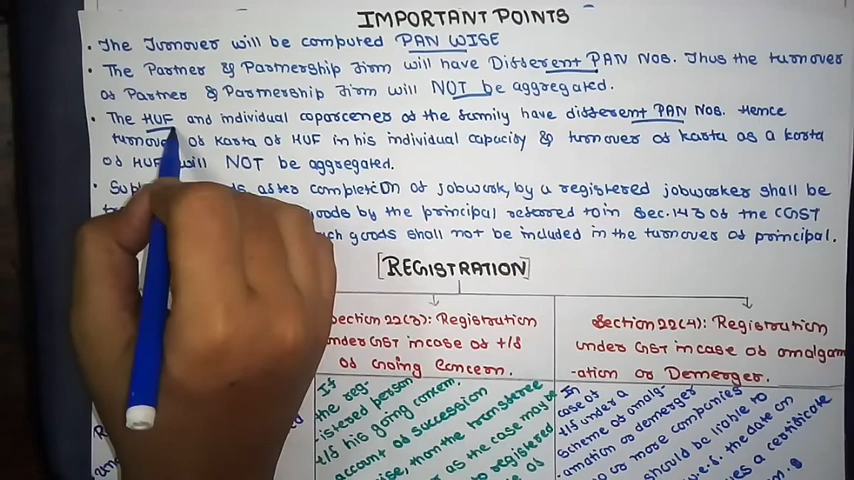 IMPORTANT POINTS
• The Turnover will be computed PAN WISE
• The Partner & Partnership Firm will have Different PAN Nos. Thus the turnover
of Partner & Partnership Firm will NOT be aggregated.
• The HUF and individual coparcener of the family have different PAN Nos. Hence
turnover of Karta of HUF in his individual capacity & turnover of Karta as a Karta
of HUF will NOT be aggregated.
• after completion of jobwork, by a registered jobworker shall be
goods by the principal referred to in Sec.143 of the CGST
goods shall not be included in the turnover of principal.
[REGISTRATION]
Section 22(3): Registration
under GST in case of t/f
of Going Concern.
Section 22(4): Registration
under GST in case of amalgam
-ation or Demerger.
If
the reg-
istered person
t/f his going concern
account of succession
, then the transferee
or as the case may be
to registered
of
In
case of
t/f under a
scheme of amalg-
amation or demerger
or more companies
should be liable to
w.e.f. the date on
a certificate